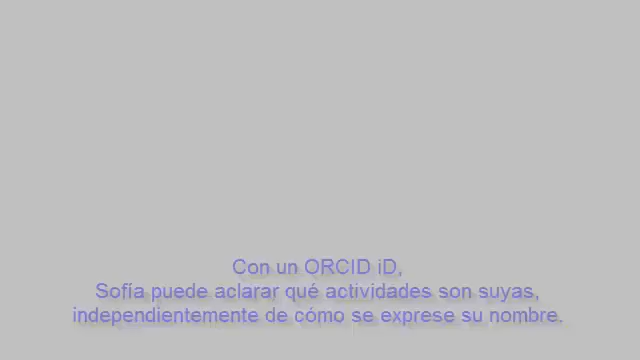 Con un ORCID iD,
Sofía puede aclarar qué actividades son suyas,
independientemente de cómo se exprese su nombre.